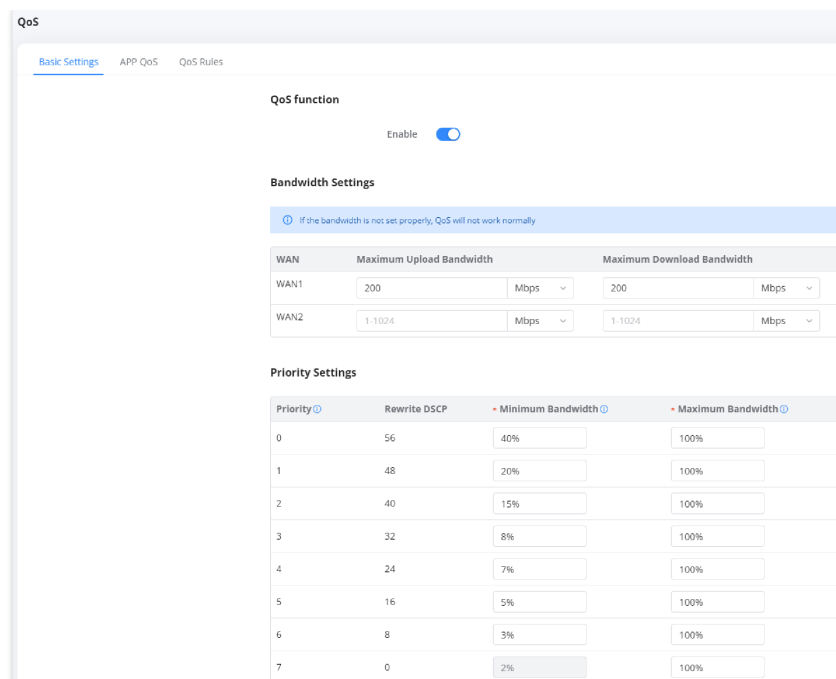 QoS
Basic Settings APP QoS QoS Rules
QoS function
Enable
Bandwidth Settings
If the bandwidth is not set properly, QoS will not work normally
WAN Maximum Upload Bandwidth Maximum Download Bandwidth
WAN1 200 Mbps 200 Mbps
WAN2 1-1024 Mbps 1-1024 Mbps
Priority Settings
Priority Rewrite DSCP * Minimum Bandwidth * Maximum Bandwidth
0 56 40% 100%
1 48 20% 100%
2 40 15% 100%
3 32 8% 100%
4 24 7% 100%
5 16 5% 100%
6 8 3% 100%
7 0 2% 100%